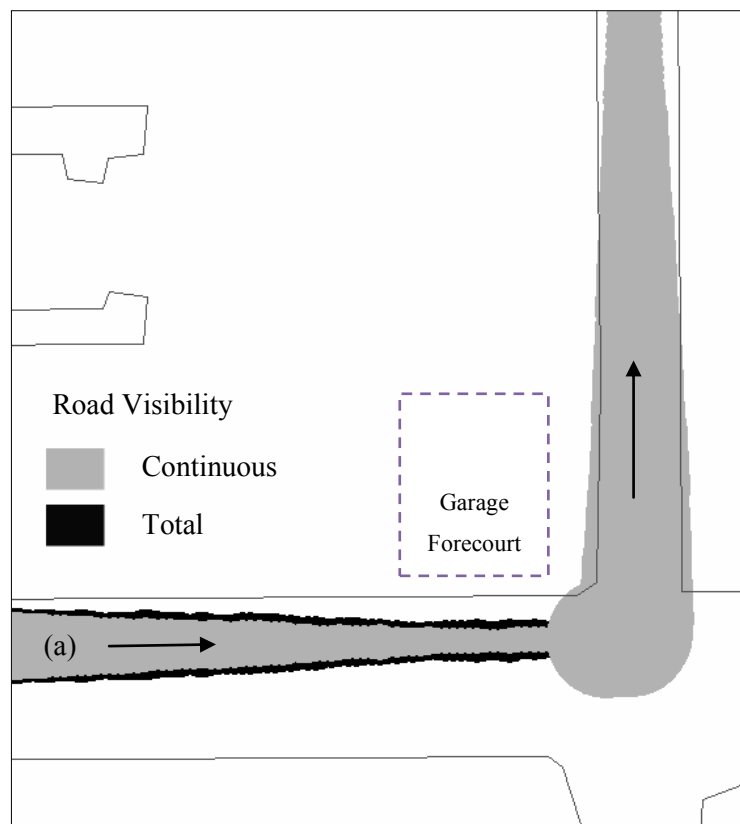 Road Visibility
Continuous
Total
Garage
Forecourt
(a)